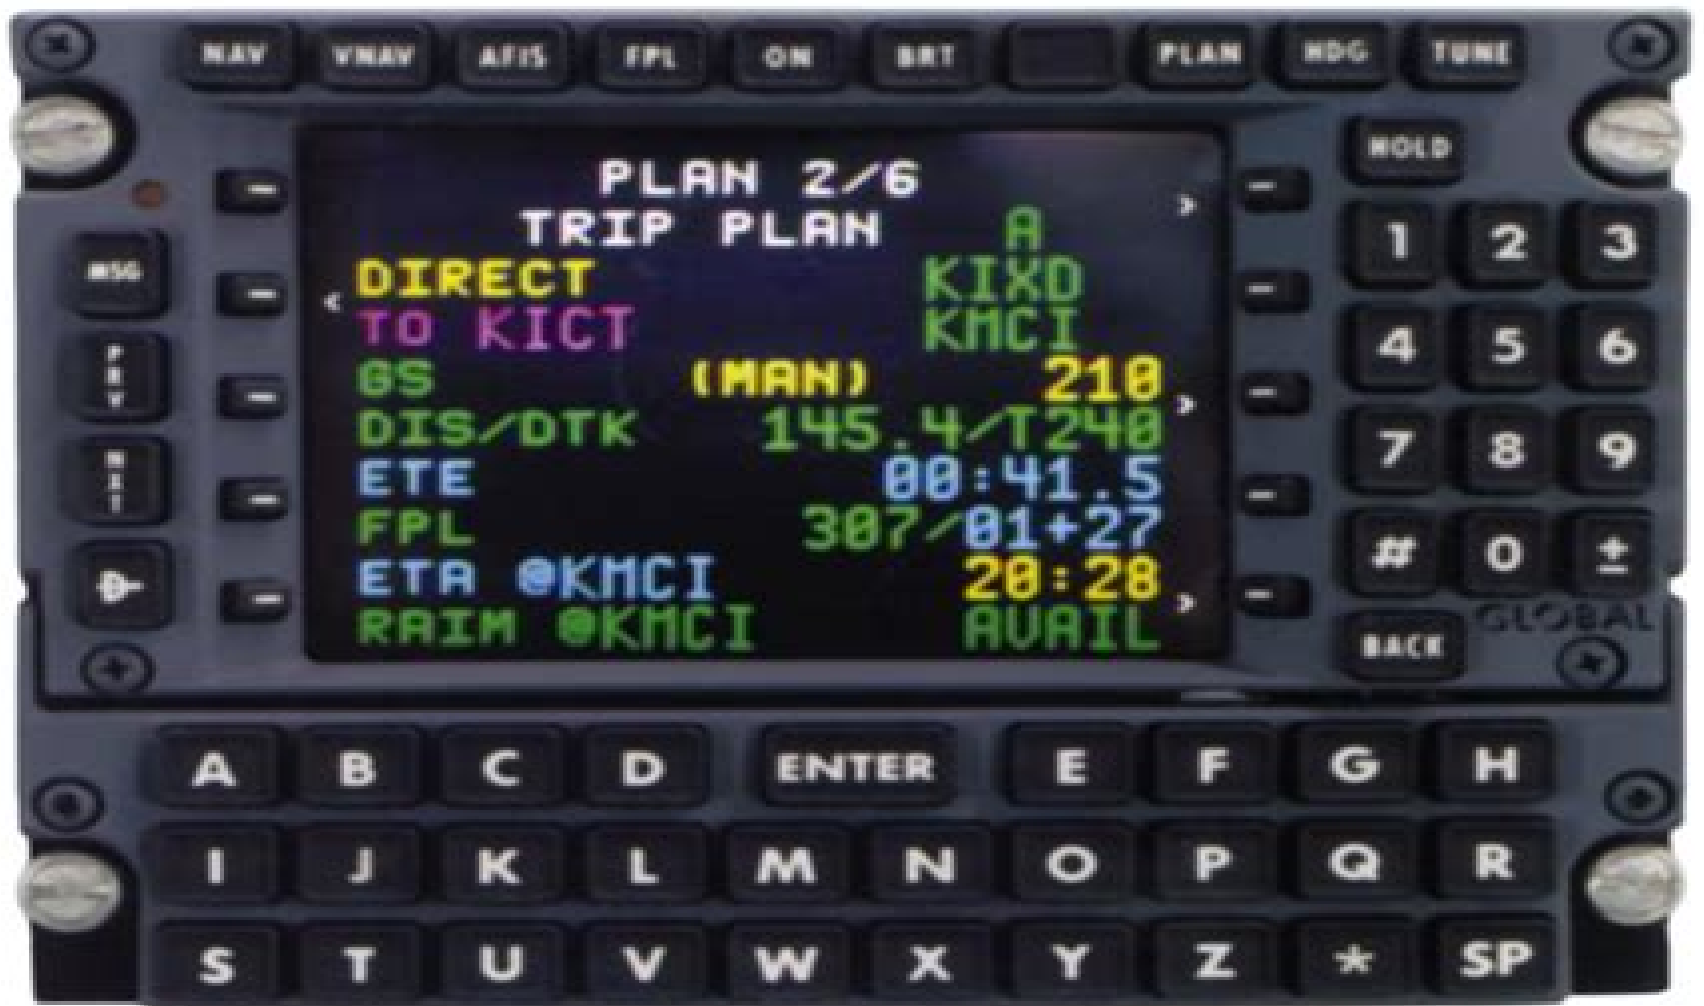 NAV VNAV AFIS FPL ON BRT PLAN HDG TUNE
HOLD
PLAN 2/6 >
TRIP PLAN A
MSG
< DIRECT KIXD
TO KICT KMCI
GS (MAN) 210 >
DIS/DTK 145.4/T240
ETE 00:41.5
FPL 307/01+27
ETA @KMCI 20:28 >
RAIM @KMCI AVAIL
PRV
NXT
1 2 3
4 5 6
7 8 9
# 0 ±
GLOBAL
BACK
A B C D ENTER E F G H
I J K L M N O P Q R
S T U V W X Y Z * SP